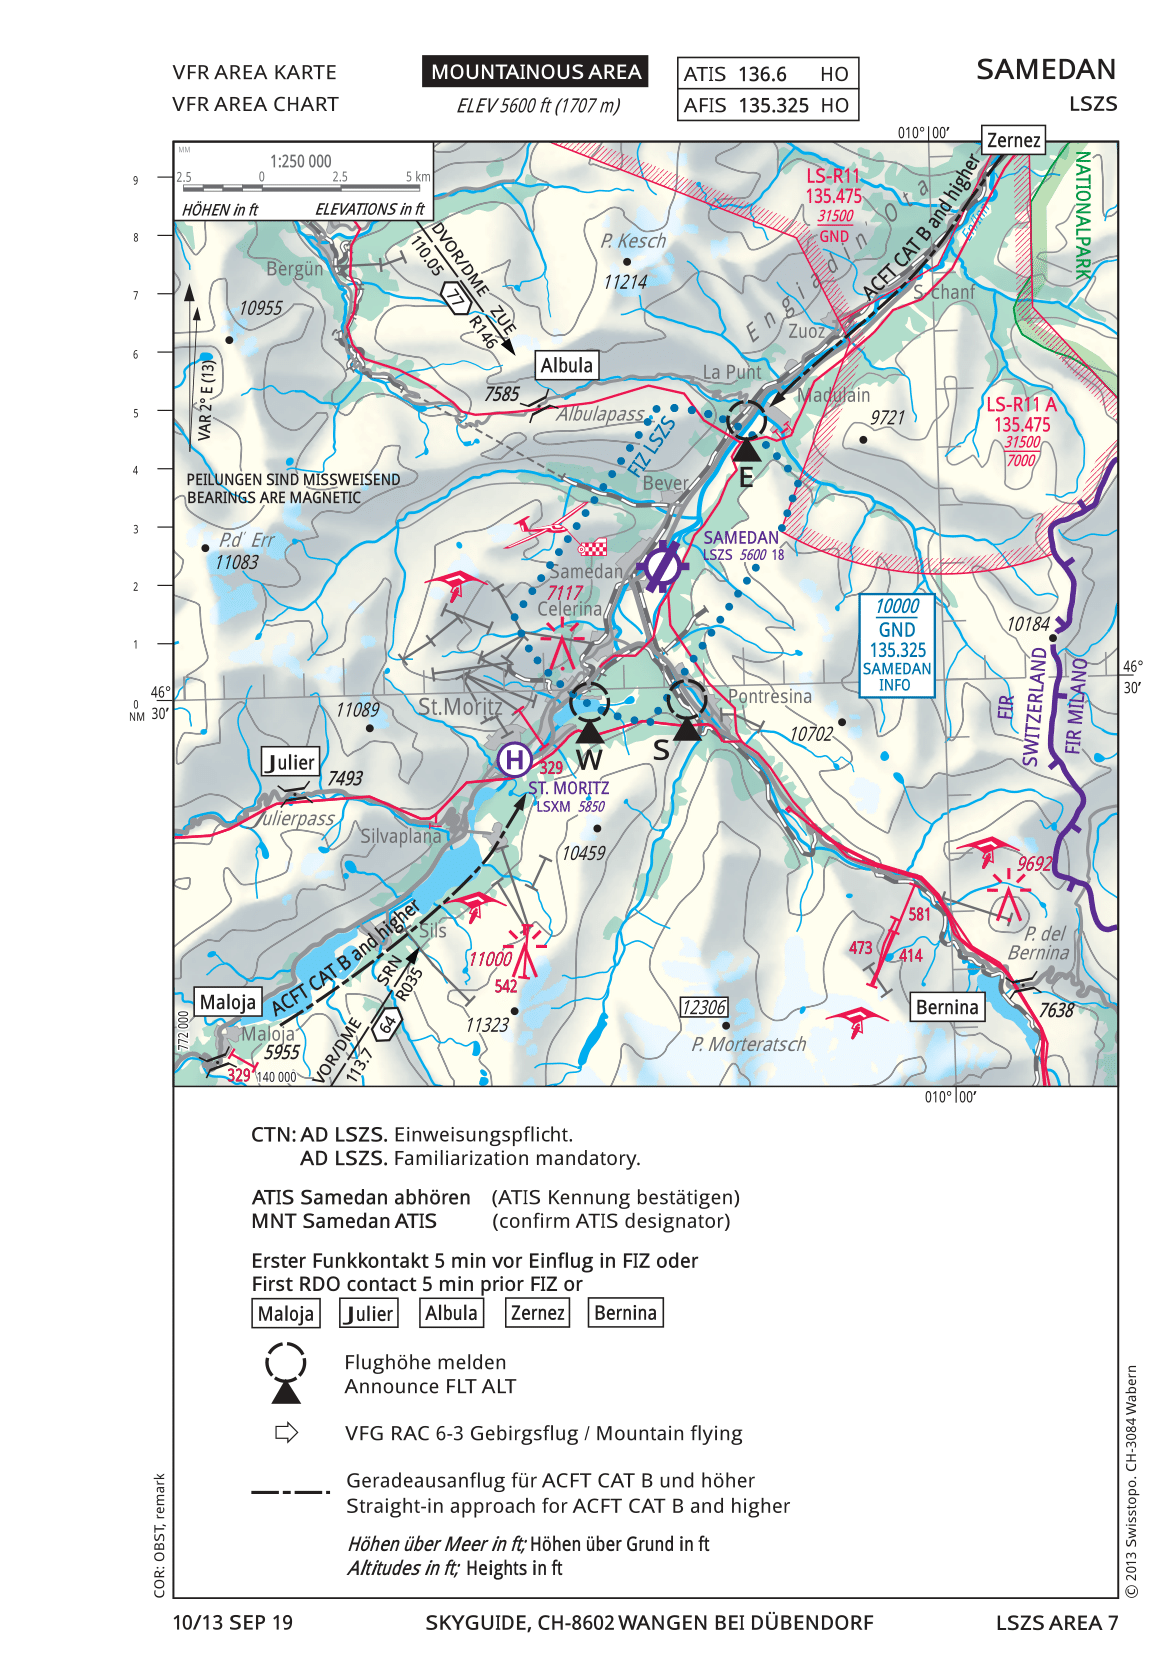 VFR AREA KARTE
VFR AREA CHART
MOUNTAINOUS AREA
ELEV 5600 ft (1707 m)
ATIS 136.6 HO
AFIS 135.325 HO
SAMEDAN
LSZS
010° 00′
Zernez
MM
1:250 000
2.5 0 2.5 5 km
HÖHEN in ft ELEVATIONS in ft
9
8
7
6
5
4
3
2
1
0
NM
46°
30′
46°
30′
LS-R11
135.475
31500
GND
NATIONALPARK
ACFT CAT B and higher
Engiadin'Ota
P. Kesch
11214
DVOR/DME ZUE
110.05
77
R146
Bergün
10955
VAR 2° E (13)
Albula
7585
Albulapass
S-chanf
Zuoz
La Punt
Madulain
9721
LS-R11 A
135.475
31500
7000
FIZ LSZS
E
Bever
PEILUNGEN SIND MISSWEISEND
BEARINGS ARE MAGNETIC
P.d' Err
11083
SAMEDAN
LSZS 5600 18
Samedan
7117
Celerina
10000
GND
135.325
SAMEDAN
INFO
10184
FIR
SWITZERLAND
FIR MILANO
St.Moritz
11089
Pontresina
10702
W
S
H
329
ST. MORITZ
LSXM 5850
Julier
7493
Julierpass
Silvaplana
10459
9692
581
473
414
P. del
Bernina
Sils
ACFT CAT B and higher
SRN
R035
64
VOR/DME
113.7
11000
542
11323
12306
P. Morteratsch
Bernina
7638
Maloja
Maloja
5955
329
772 000
140 000
010° 00′
CTN: AD LSZS. Einweisungspflicht.
AD LSZS. Familiarization mandatory.
ATIS Samedan abhören (ATIS Kennung bestätigen)
MNT Samedan ATIS (confirm ATIS designator)
Erster Funkkontakt 5 min vor Einflug in FIZ oder
First RDO contact 5 min prior FIZ or
Maloja Julier Albula Zernez Bernina
Flughöhe melden
Announce FLT ALT
VFG RAC 6-3 Gebirgsflug / Mountain flying
Geradeausanflug für ACFT CAT B und höher
Straight-in approach for ACFT CAT B and higher
Höhen über Meer in ft; Höhen über Grund in ft
Altitudes in ft; Heights in ft
COR: OBST, remark
© 2013 Swisstopo. CH-3084 Wabern
10/13 SEP 19
SKYGUIDE, CH-8602 WANGEN BEI DÜBENDORF
LSZS AREA 7